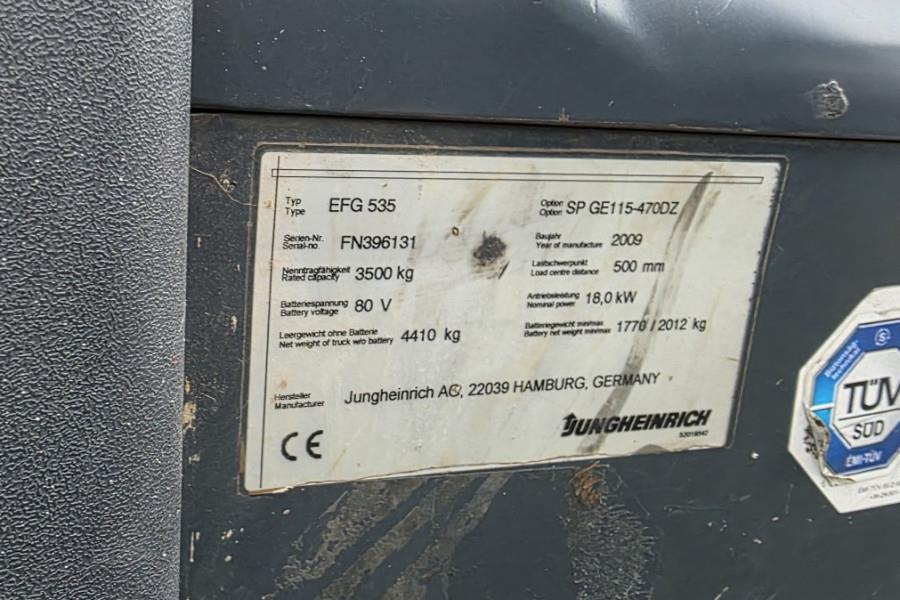 Typ
Type
EFG 535
Option
Option
SP GE115-470DZ
Serien-Nr.
Serial-no.
FN396131
Baujahr
Year of manufacture
2009
Nenntragfähigkeit
Rated capacity
3500 kg
Lastschwerpunkt
Load centre distance
500 mm
Batteriespannung
Battery voltage
80 V
Antriebsleistung
Nominal power
18,0 kW
Leergewicht ohne Batterie
Net weight of truck w/o battery
4410 kg
Batteriegewicht min/max
Battery net weight min/max
1770 / 2012 kg
Hersteller
Manufacturer
Jungheinrich AG, 22039 HAMBURG, GERMANY
CE
JUNGHEINRICH
TÜV
SÜD
ÉMI-TÜV